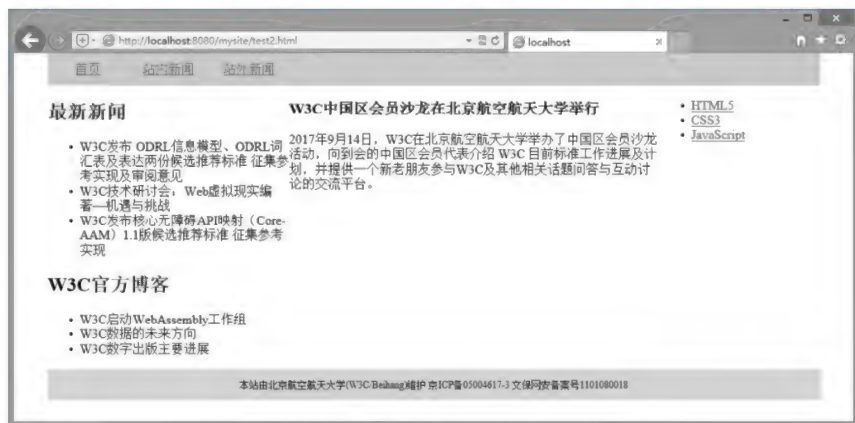 http://localhost:8080/mysite/test2.html
localhost
首页 站内新闻 站外新闻
最新新闻
W3C发布 ODRL信息模型、ODRL词
汇表及表达两份候选推荐标准 征集参
考实现及审阅意见
W3C技术研讨会：Web虚拟现实编
著—机遇与挑战
W3C发布核心无障碍API映射（Core-
AAM）1.1版候选推荐标准 征集参考
实现
W3C官方博客
W3C启动WebAssembly工作组
W3C数据的未来方向
W3C数字出版主要进展
W3C中国区会员沙龙在北京航空航天大学举行
2017年9月14日，W3C在北京航空航天大学举办了中国区会员沙龙
活动，向到会的中国区会员代表介绍 W3C 目前标准工作进展及计
划，并提供一个新老朋友参与W3C及其他相关话题问答与互动讨
论的交流平台。
HTML5
CSS3
JavaScript
本站由北京航空航天大学(W3C/Beihang)维护 京ICP备05004617-3 文保网安备案号1101080018